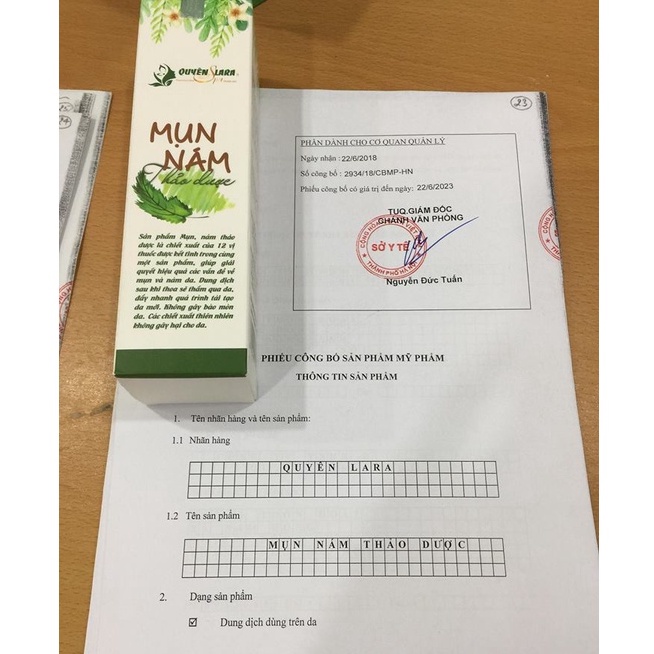 QUYÊN LARA
MỤN
NÁM
Thảo dược
Sản phẩm Mụn, nám thảo
dược là chiết xuất của 12 vị
thuốc được kết tinh trong cùng
một sản phẩm, giúp giải
quyết hiệu quả các vấn đề về
mụn và nám da. Dung dịch
sau khi thoa sẽ thấm qua da,
đẩy nhanh quá trình tái tạo
da mới. Không gây bào mòn
da. Các chiết xuất thiên nhiên
không gây hại cho da.
23
PHẦN DÀNH CHO CƠ QUAN QUẢN LÝ
Ngày nhận : 22/6/2018
Số công bố : 2934/18/CBMP-HN
Phiếu công bố có giá trị đến ngày: 22/6/2023
TUQ.GIÁM ĐỐC
CHÁNH VĂN PHÒNG
SỞ Y TẾ
THÀNH PHỐ HÀ
Nguyễn Đức Tuấn
PHIẾU CÔNG BỐ SẢN PHẨM MỸ PHẨM
THÔNG TIN SẢN PHẨM
1. Tên nhãn hàng và tên sản phẩm:
1.1 Nhãn hàng
QUYÊN LARA
1.2 Tên sản phẩm
MỤN NÁM THẢO DƯỢC
2. Dạng sản phẩm
☑ Dung dịch dùng trên da